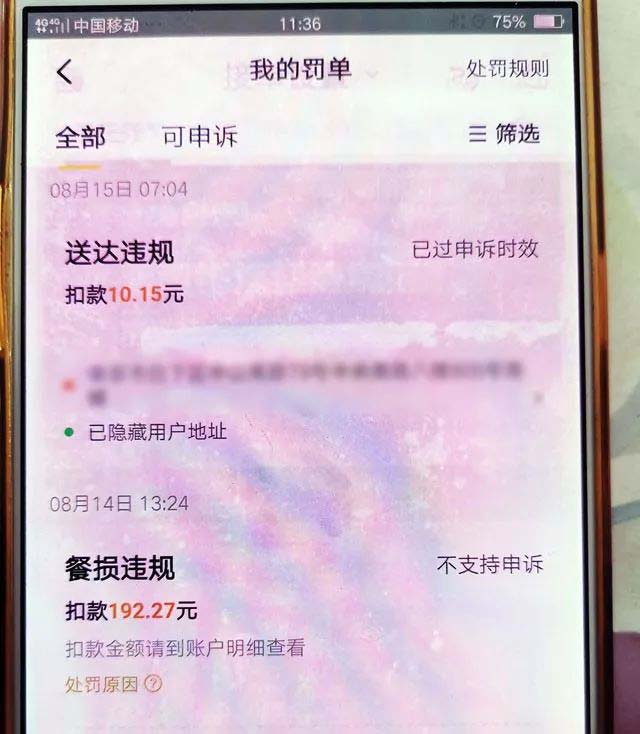 4G 4G 中国移动 11:36 75%
我的罚单 处罚规则
全部 可申诉 筛选
08月15日 07:04
送达违规 已过申诉时效
扣款10.15元
已隐藏用户地址
08月14日 13:24
餐损违规 不支持申诉
扣款192.27元
扣款金额请到账户明细查看
处罚原因 ?